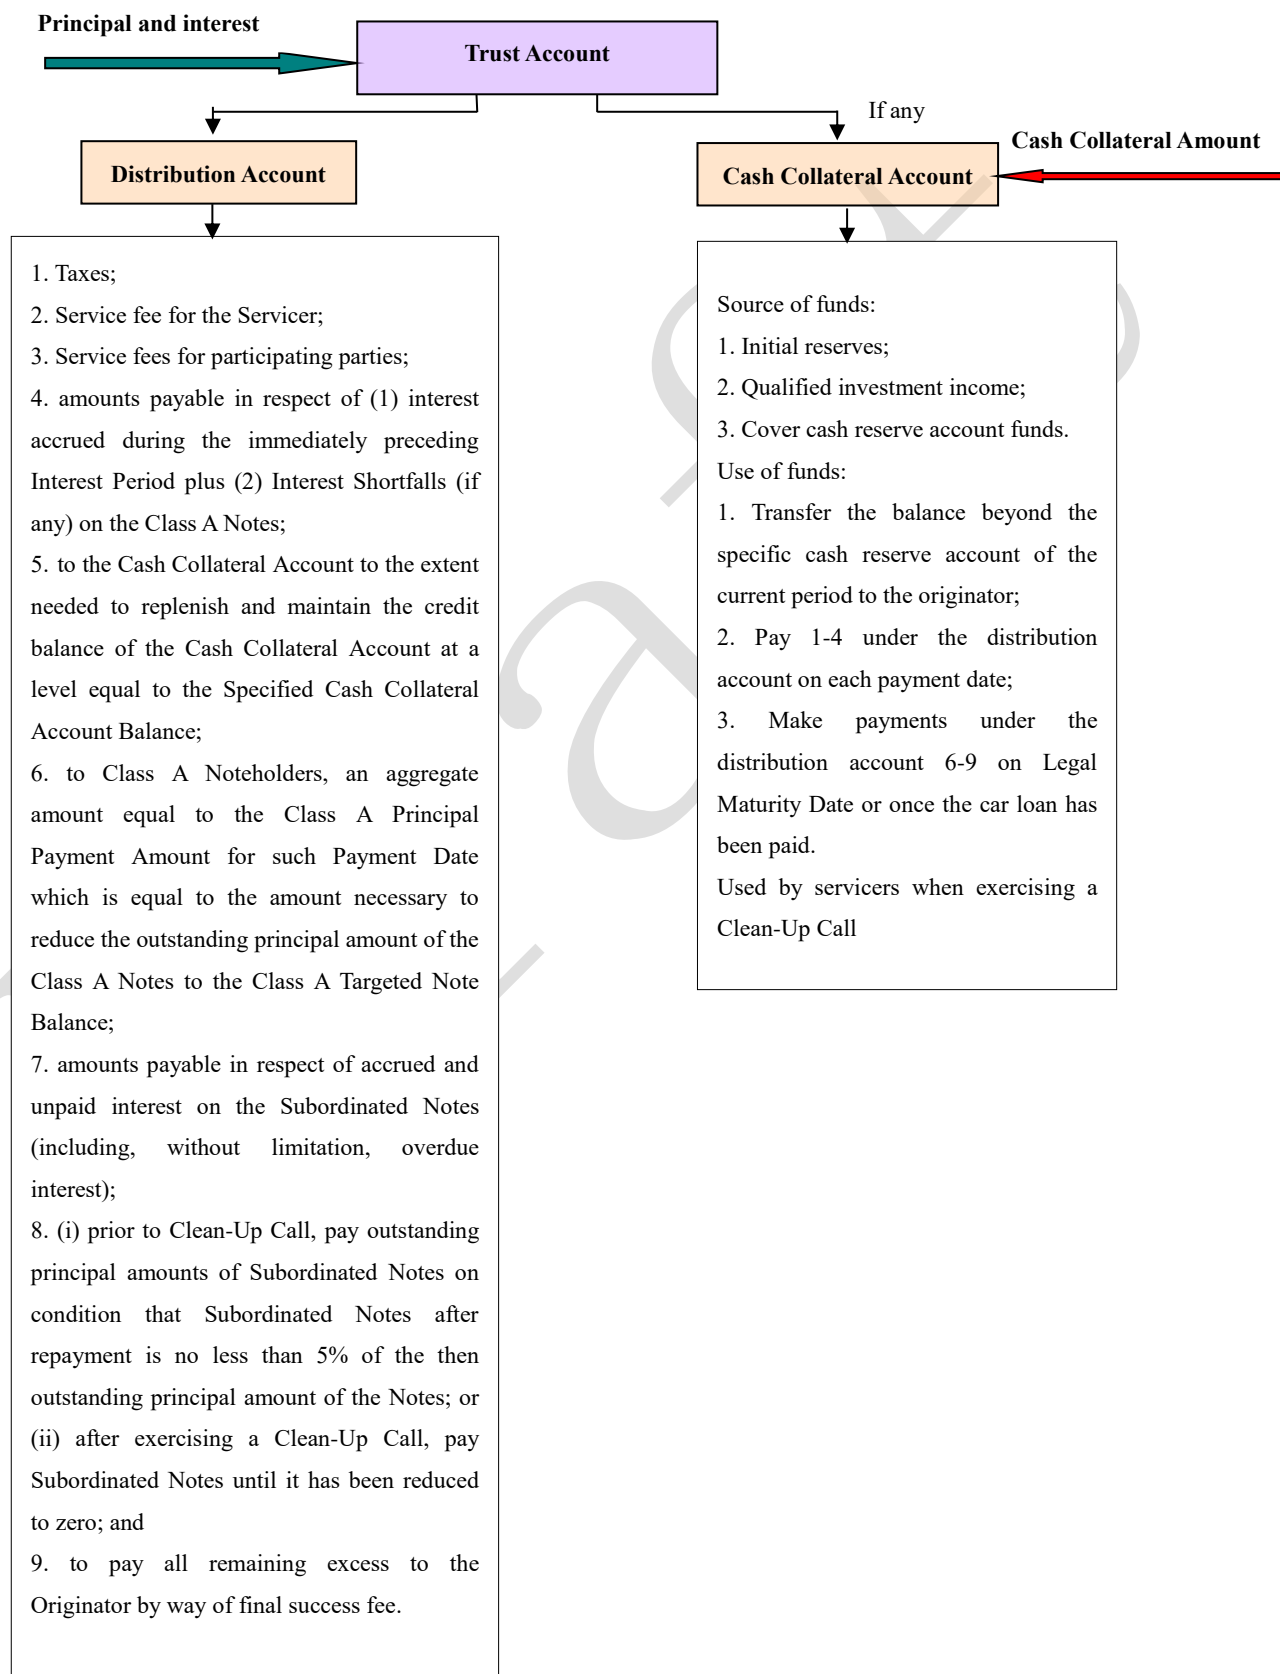 Principal and interest
Trust Account
If any
Cash Collateral Amount
Distribution Account
Cash Collateral Account
1. Taxes;
2. Service fee for the Servicer;
3. Service fees for participating parties;
4. amounts payable in respect of (1) interest
accrued during the immediately preceding
Interest Period plus (2) Interest Shortfalls (if
any) on the Class A Notes;
5. to the Cash Collateral Account to the extent
needed to replenish and maintain the credit
balance of the Cash Collateral Account at a
level equal to the Specified Cash Collateral
Account Balance;
6. to Class A Noteholders, an aggregate
amount equal to the Class A Principal
Payment Amount for such Payment Date
which is equal to the amount necessary to
reduce the outstanding principal amount of the
Class A Notes to the Class A Targeted Note
Balance;
7. amounts payable in respect of accrued and
unpaid interest on the Subordinated Notes
(including, without limitation, overdue
interest);
8. (i) prior to Clean-Up Call, pay outstanding
principal amounts of Subordinated Notes on
condition that Subordinated Notes after
repayment is no less than 5% of the then
outstanding principal amount of the Notes; or
(ii) after exercising a Clean-Up Call, pay
Subordinated Notes until it has been reduced
to zero; and
9. to pay all remaining excess to the
Originator by way of final success fee.
Source of funds:
1. Initial reserves;
2. Qualified investment income;
3. Cover cash reserve account funds.
Use of funds:
1. Transfer the balance beyond the
specific cash reserve account of the
current period to the originator;
2. Pay 1-4 under the distribution
account on each payment date;
3. Make payments under the
distribution account 6-9 on Legal
Maturity Date or once the car loan has
been paid.
Used by servicers when exercising a
Clean-Up Call